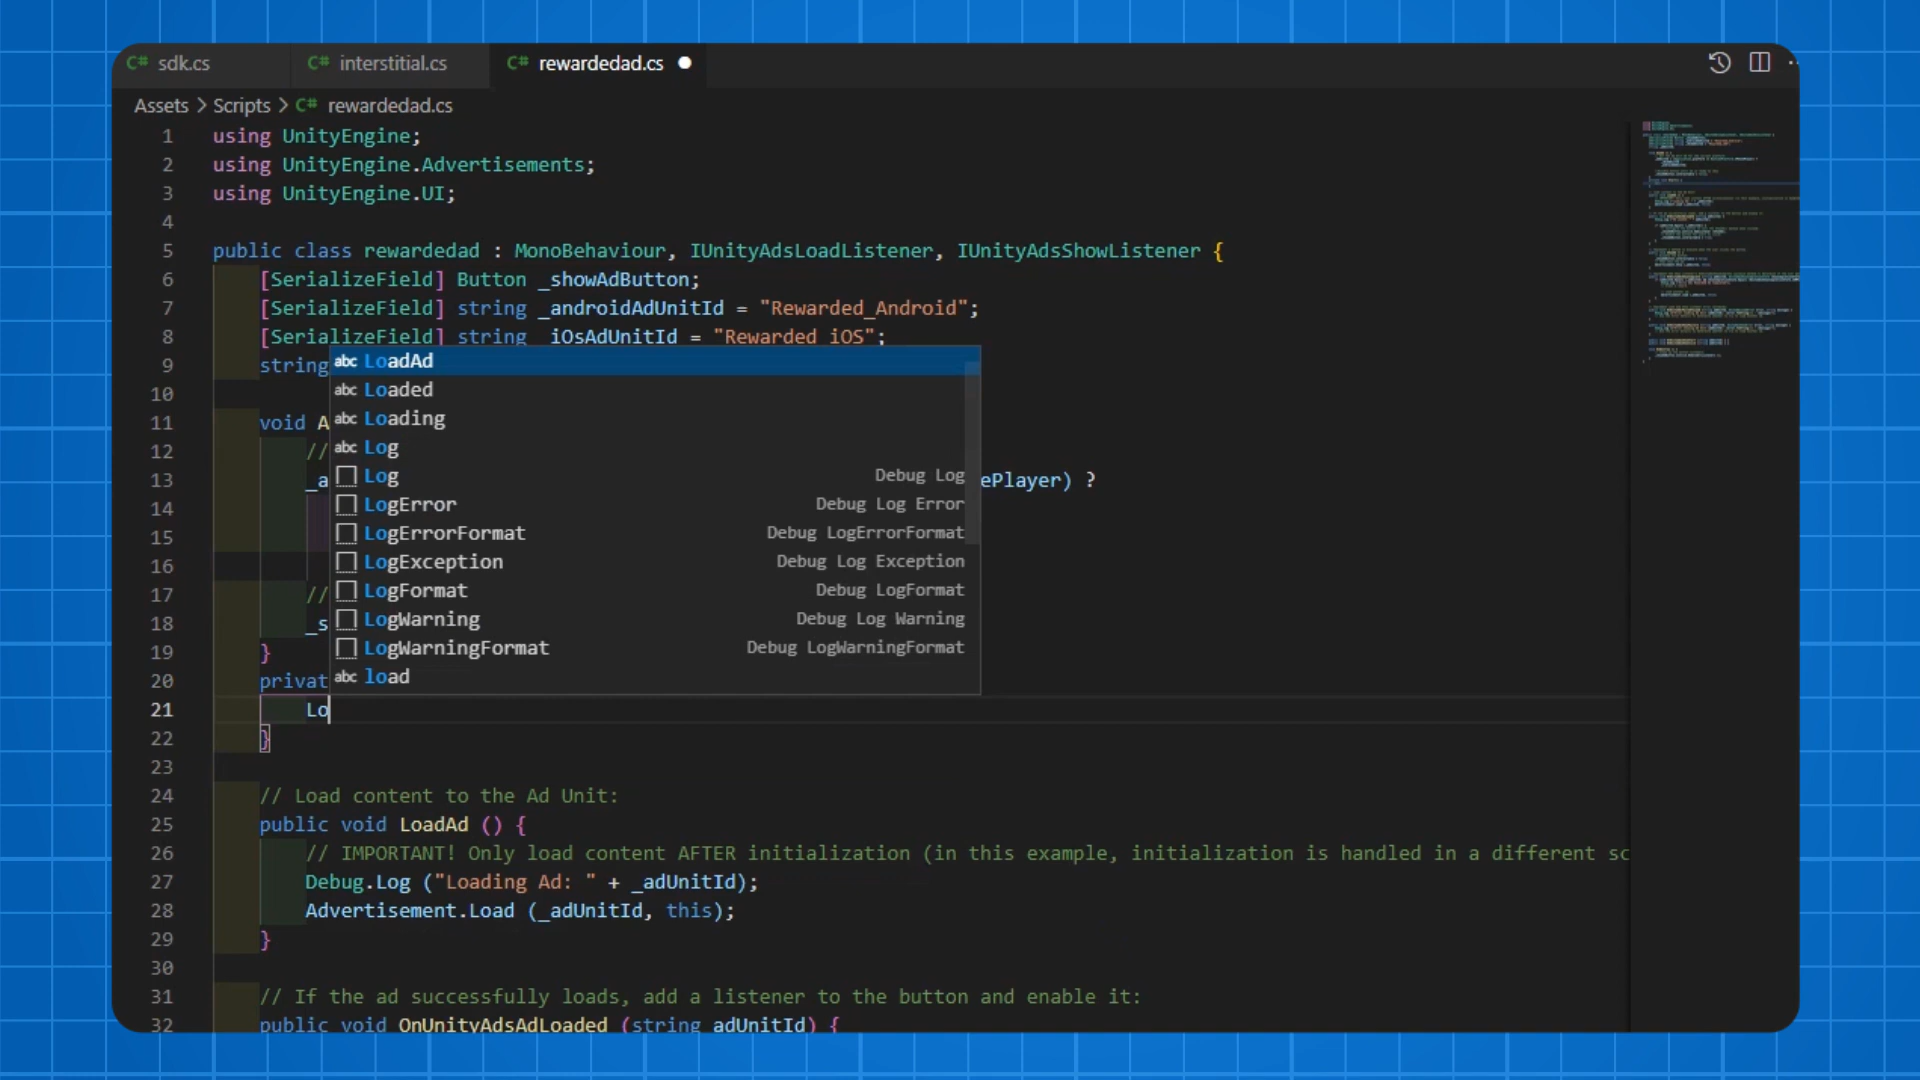 C# sdk.cs C# interstitial.cs C# rewardedad.cs
Assets > Scripts > C# rewardedad.cs
1 using UnityEngine;
2 using UnityEngine.Advertisements;
3 using UnityEngine.UI;
4
5 public class rewardedad : MonoBehaviour, IUnityAdsLoadListener, IUnityAdsShowListener {
6 [SerializeField] Button _showAdButton;
7 [SerializeField] string _androidAdUnitId = "Rewarded_Android";
8 [SerializeField] string _iOsAdUnitId = "Rewarded_iOS";
9 string
abc LoadAd
abc Loaded
10
abc Loading
11 void A
abc Log
12 //
Log Debug Log
13 _a ePlayer) ?
LogError Debug Log Error
14
LogErrorFormat Debug LogErrorFormat
15
LogException Debug Log Exception
16
LogFormat Debug LogFormat
17 //
LogWarning Debug Log Warning
18 _s
LogWarningFormat Debug LogWarningFormat
19 }
abc load
20 privat
21 Lo
22 }
23
24 // Load content to the Ad Unit:
25 public void LoadAd () {
26 // IMPORTANT! Only load content AFTER initialization (in this example, initialization is handled in a different sc
27 Debug.Log ("Loading Ad: " + _adUnitId);
28 Advertisement.Load (_adUnitId, this);
29 }
30
31 // If the ad successfully loads, add a listener to the button and enable it:
32 public void OnUnityAdsAdLoaded (string adUnitId) {